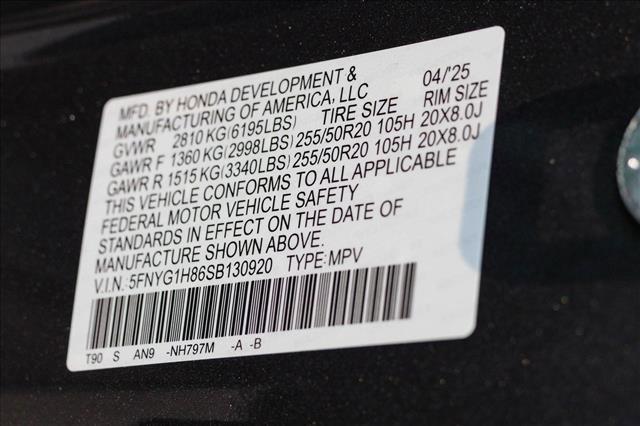 MFD. BY HONDA DEVELOPMENT & 04/'25
MANUFACTURING OF AMERICA, LLC
GVWR 2810 KG(6195LBS) TIRE SIZE RIM SIZE
GAWR F 1360 KG(2998LBS) 255/50R20 105H 20X8.0J
GAWR R 1515 KG(3340LBS) 255/50R20 105H 20X8.0J
THIS VEHICLE CONFORMS TO ALL APPLICABLE
FEDERAL MOTOR VEHICLE SAFETY
STANDARDS IN EFFECT ON THE DATE OF
MANUFACTURE SHOWN ABOVE.
V.I.N.: 5FNYG1H86SB130920 TYPE: MPV
T90 S AN9 -NH797M -A -B